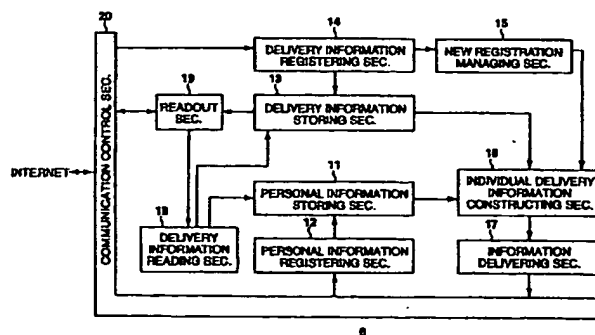 20
14
15
DELIVERY INFORMATION
REGISTERING SEC.
NEW REGISTRATION
MANAGING SEC.
19
13
READOUT
SEC.
DELIVERY INFORMATION
STORING SEC.
COMMUNICATION CONTROL SEC.
INTERNET
11
16
PERSONAL INFORMATION
STORING SEC.
INDIVIDUAL DELIVERY
INFORMATION
CONSTRUCTING SEC.
18
DELIVERY
INFORMATION
READING SEC.
12
PERSONAL INFORMATION
REGISTERING SEC.
17
INFORMATION
DELIVERING SEC.
6